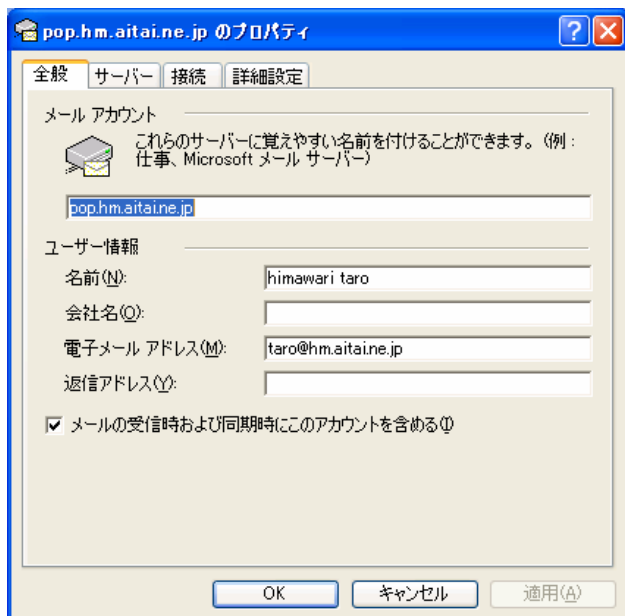 pop.hm.aitai.ne.jp のプロパティ
全般 サーバー 接続 詳細設定
メール アカウント
これらのサーバーに覚えやすい名前を付けることができます。(例:
仕事、Microsoft メール サーバー)
pop.hm.aitai.ne.jp
ユーザー情報
名前(N): himawari taro
会社名(O):
電子メール アドレス(M): taro@hm.aitai.ne.jp
返信アドレス(Y):
メールの受信時および同期時にこのアカウントを含める(I)
OK キャンセル 適用(A)